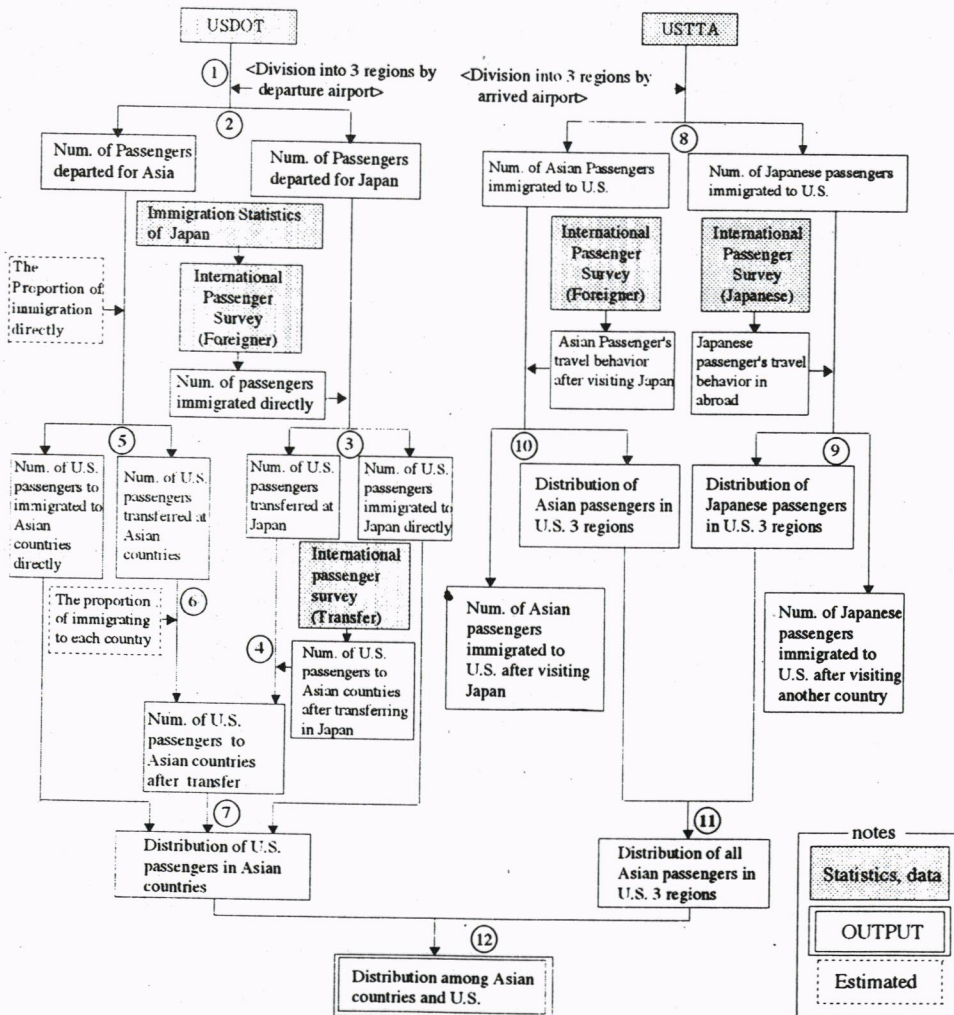 USDOT
USTTA
1
<Division into 3 regions by
departure airport>
<Division into 3 regions by
arrived airport>
2
8
Num. of Passengers
departed for Asia
Num. of Passengers
departed for Japan
Num. of Asian Passengers
immigrated to U.S.
Num. of Japanese passengers
immigrated to U.S.
Immigration Statistics
of Japan
The
Proportion of
immigration
directly
International
Passenger
Survey
(Foreigner)
International
Passenger
Survey
(Foreigner)
International
Passenger
Survey
(Japanese)
Num. of passengers
immigrated directly
Asian Passenger's
travel behavior
after visiting Japan
Japanese
passenger's travel
behavior in
abroad
5
3
10
9
Num. of U.S.
passengers to
immigrated to
Asian
countries
directly
Num. of U.S.
passengers
transferred at
Asian
countries
Num. of U.S.
passengers
transferred at
Japan
Num. of U.S.
passengers
immigrated to
Japan directly
Distribution of
Asian passengers
in U.S. 3 regions
Distribution of
Japanese passengers
in U.S. 3 regions
International
passenger
survey
(Transfer)
The proportion
of immigrating
to each country
6
4
Num. of U.S.
passengers to
Asian countries
after transferring
in Japan
Num. of Asian
passengers
immigrated to
U.S. after visiting
Japan
Num. of Japanese
passengers
immigrated to
U.S. after visiting
another country
Num. of U.S.
passengers to
Asian countries
after transfer
7
11
Distribution of U.S.
passengers in Asian
countries
Distribution of all
Asian passengers in
U.S. 3 regions
12
Distribution among Asian
countries and U.S.
notes
Statistics, data
OUTPUT
Estimated